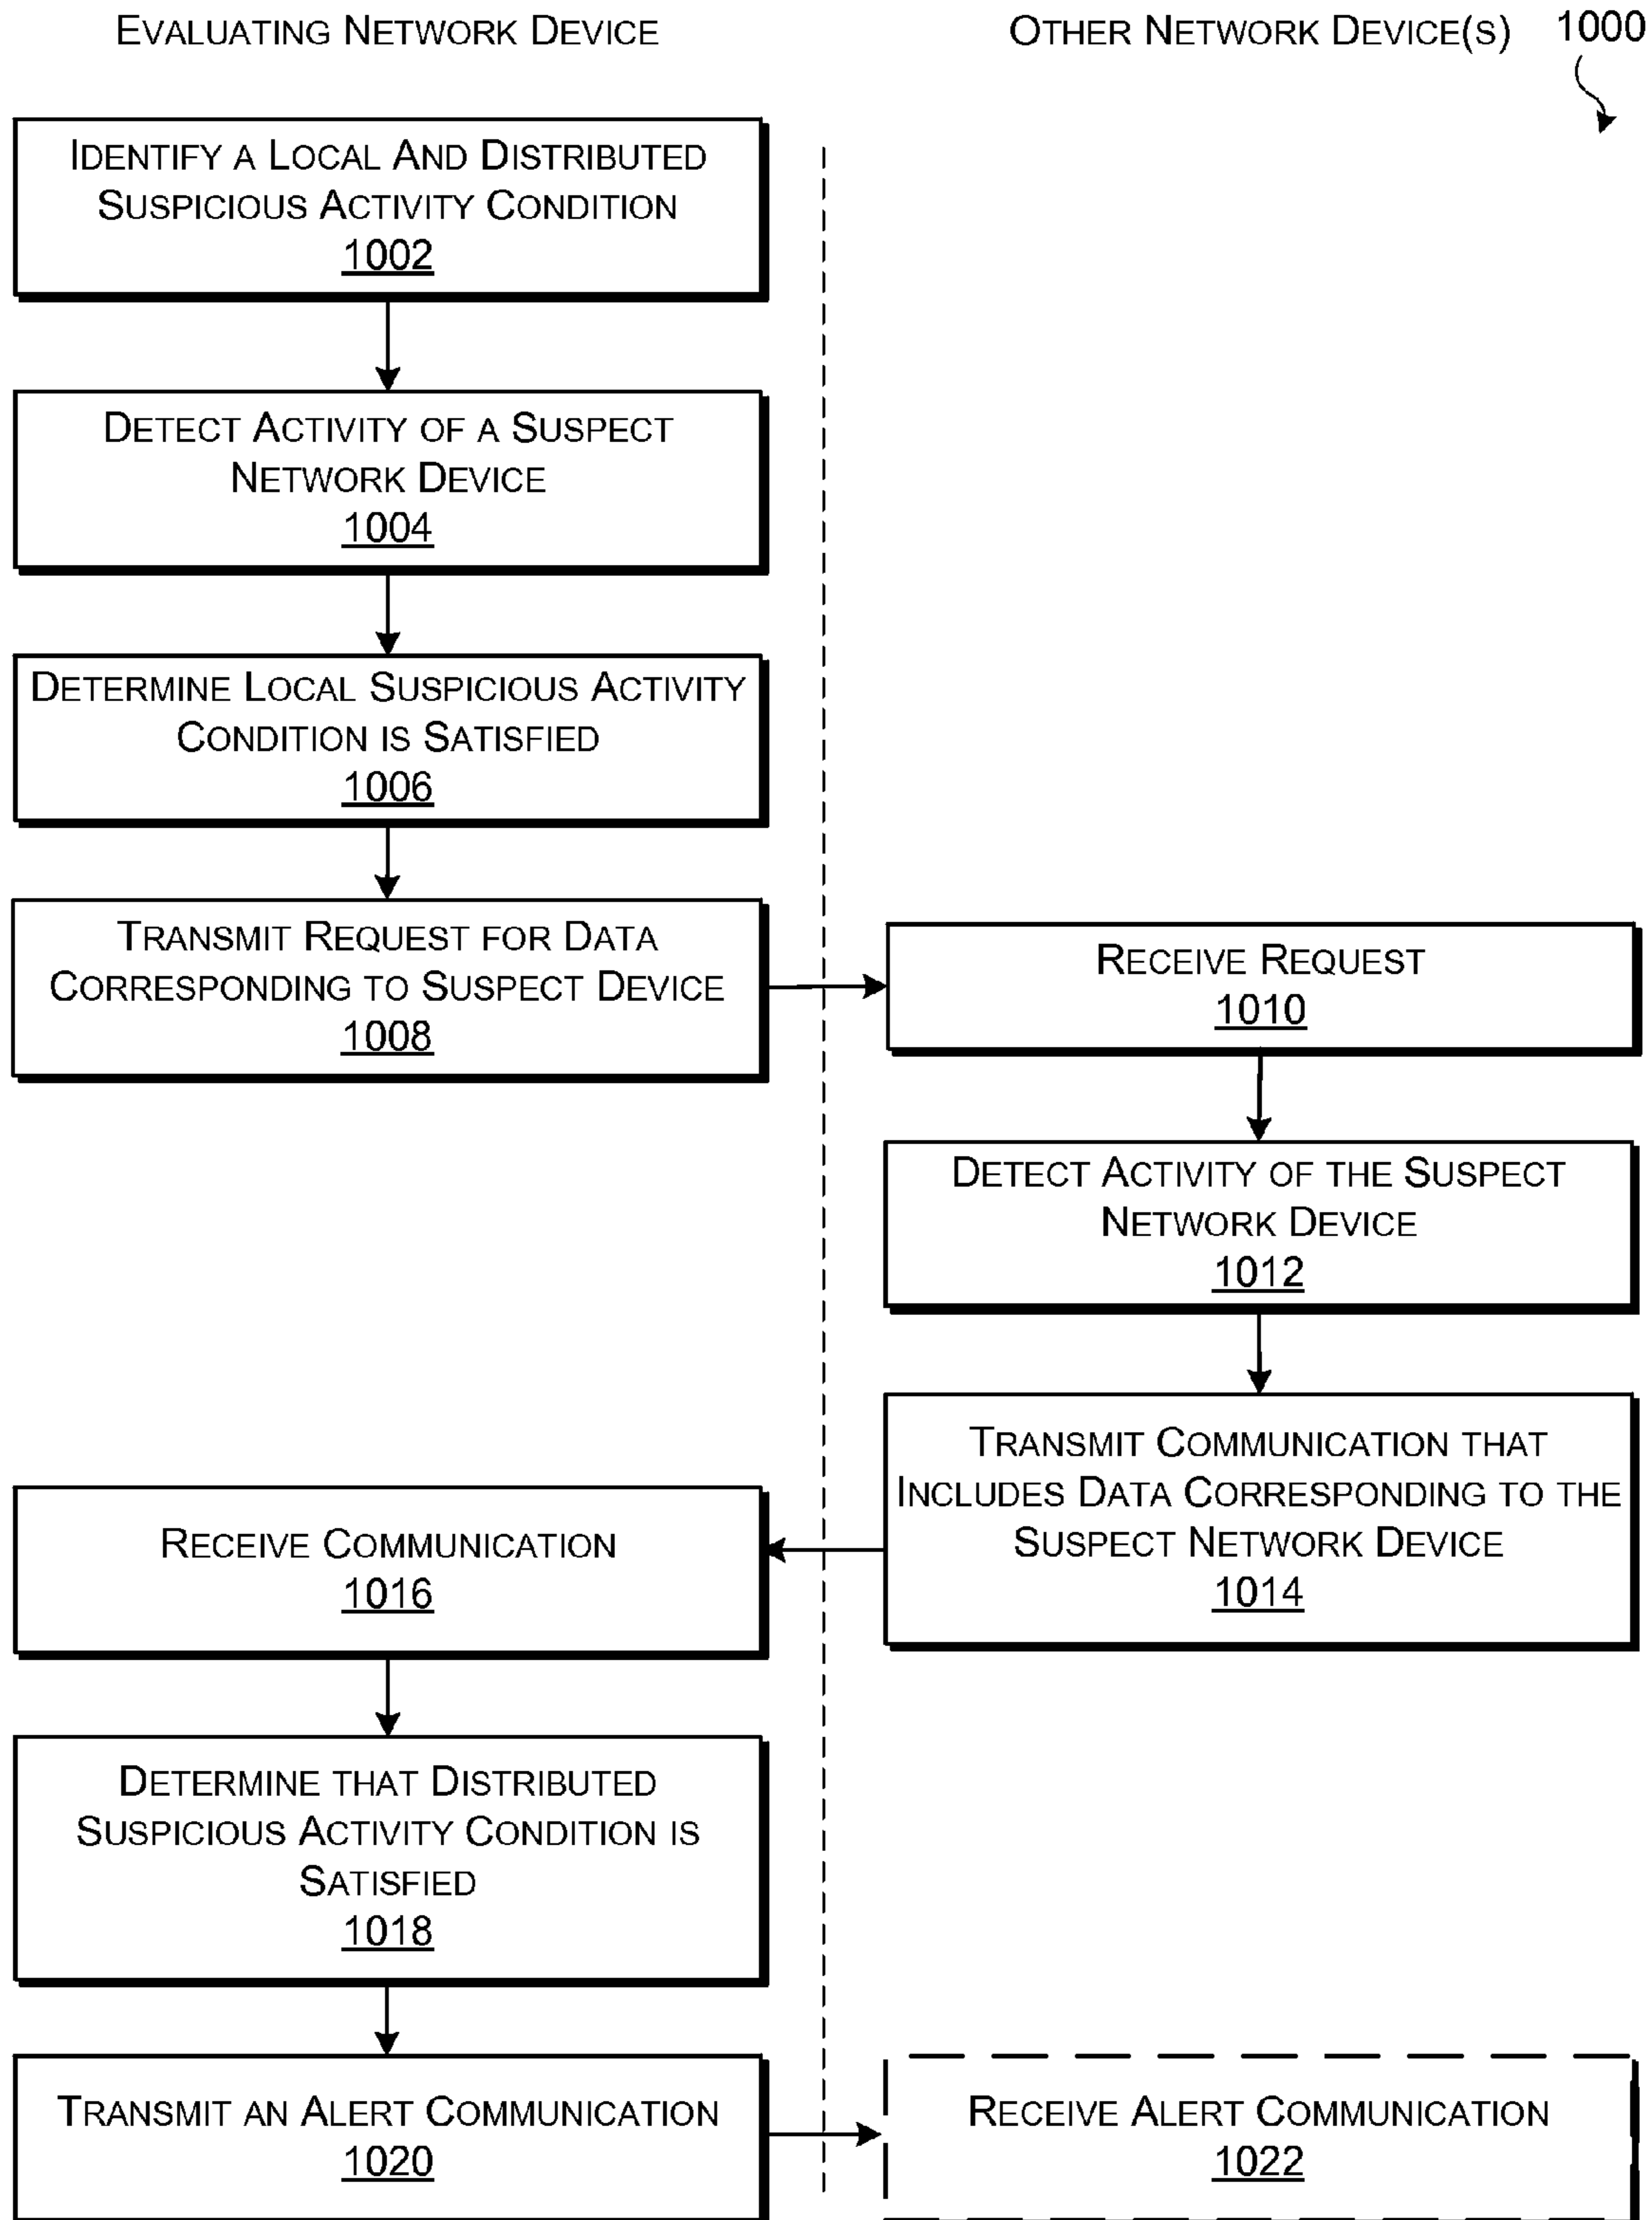 EVALUATING NETWORK DEVICE
OTHER NETWORK DEVICE(S)
1000
IDENTIFY A LOCAL AND DISTRIBUTED
SUSPICIOUS ACTIVITY CONDITION
1002
DETECT ACTIVITY OF A SUSPECT
NETWORK DEVICE
1004
DETERMINE LOCAL SUSPICIOUS ACTIVITY
CONDITION IS SATISFIED
1006
TRANSMIT REQUEST FOR DATA
CORRESPONDING TO SUSPECT DEVICE
1008
RECEIVE REQUEST
1010
DETECT ACTIVITY OF THE SUSPECT
NETWORK DEVICE
1012
TRANSMIT COMMUNICATION THAT
INCLUDES DATA CORRESPONDING TO THE
SUSPECT NETWORK DEVICE
1014
RECEIVE COMMUNICATION
1016
DETERMINE THAT DISTRIBUTED
SUSPICIOUS ACTIVITY CONDITION IS
SATISFIED
1018
TRANSMIT AN ALERT COMMUNICATION
1020
RECEIVE ALERT COMMUNICATION
1022